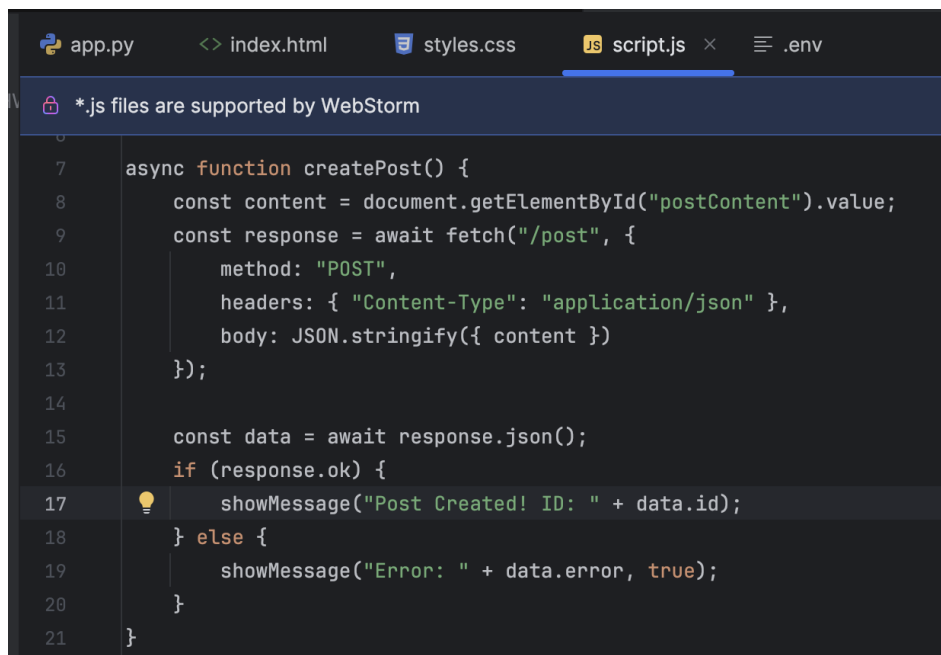 app.py <> index.html styles.css JS script.js × .env
*.js files are supported by WebStorm
7 async function createPost() {
8 const content = document.getElementById("postContent").value;
9 const response = await fetch("/post", {
10 method: "POST",
11 headers: { "Content-Type": "application/json" },
12 body: JSON.stringify({ content })
13 });
14
15 const data = await response.json();
16 if (response.ok) {
17 showMessage("Post Created! ID: " + data.id);
18 } else {
19 showMessage("Error: " + data.error, true);
20 }
21 }